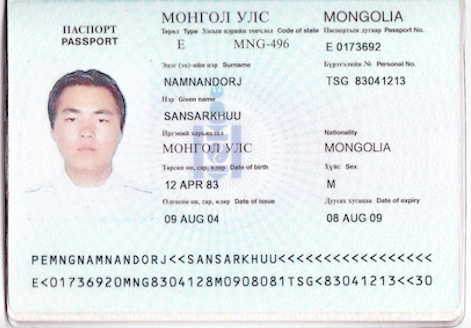 ПАСПОРТ
PASSPORT
МОНГОЛ УЛС MONGOLIA
Төрөл Type Улсын нэрийн товчлол Code of state Паспортын дугаар Passport No.
E MNG-496 E 0173692
Эцэг (эх)-ийн нэр Surname Бүртгэлийн № Personal No.
NAMNANDORJ TSG 83041213
Нэр Given name
SANSARKHUU
Иргэний харьяалал Nationality
МОНГОЛ УЛС MONGOLIA
Төрсөн он, сар, өдөр Date of birth Хүйс Sex
12 APR 83 M
Олгосон он, сар, өдөр Date of issue Дуусах хугацаа Date of expiry
09 AUG 04 08 AUG 09
PEMNGNAMNANDORJ<<SANSARKHUU<<<<<<<<<<<<<<<<<
E<01736920MNG8304128M0908081TSG<83041213<<30